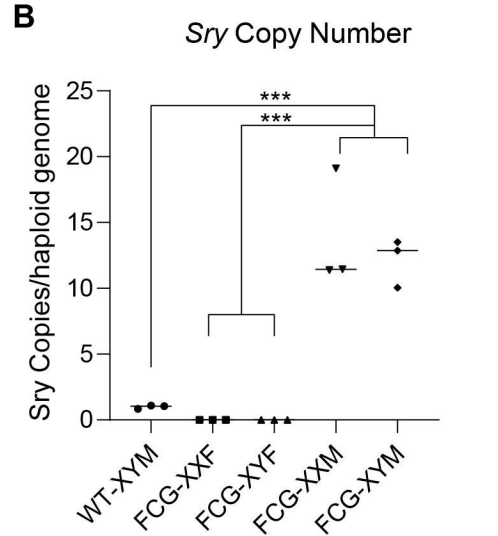 B
Sry Copy Number
Sry Copies/haploid genome
25
20
15
10
5
0
***
***
WT-XYM
FCG-XXF
FCG-XYF
FCG-XXM
FCG-XYM